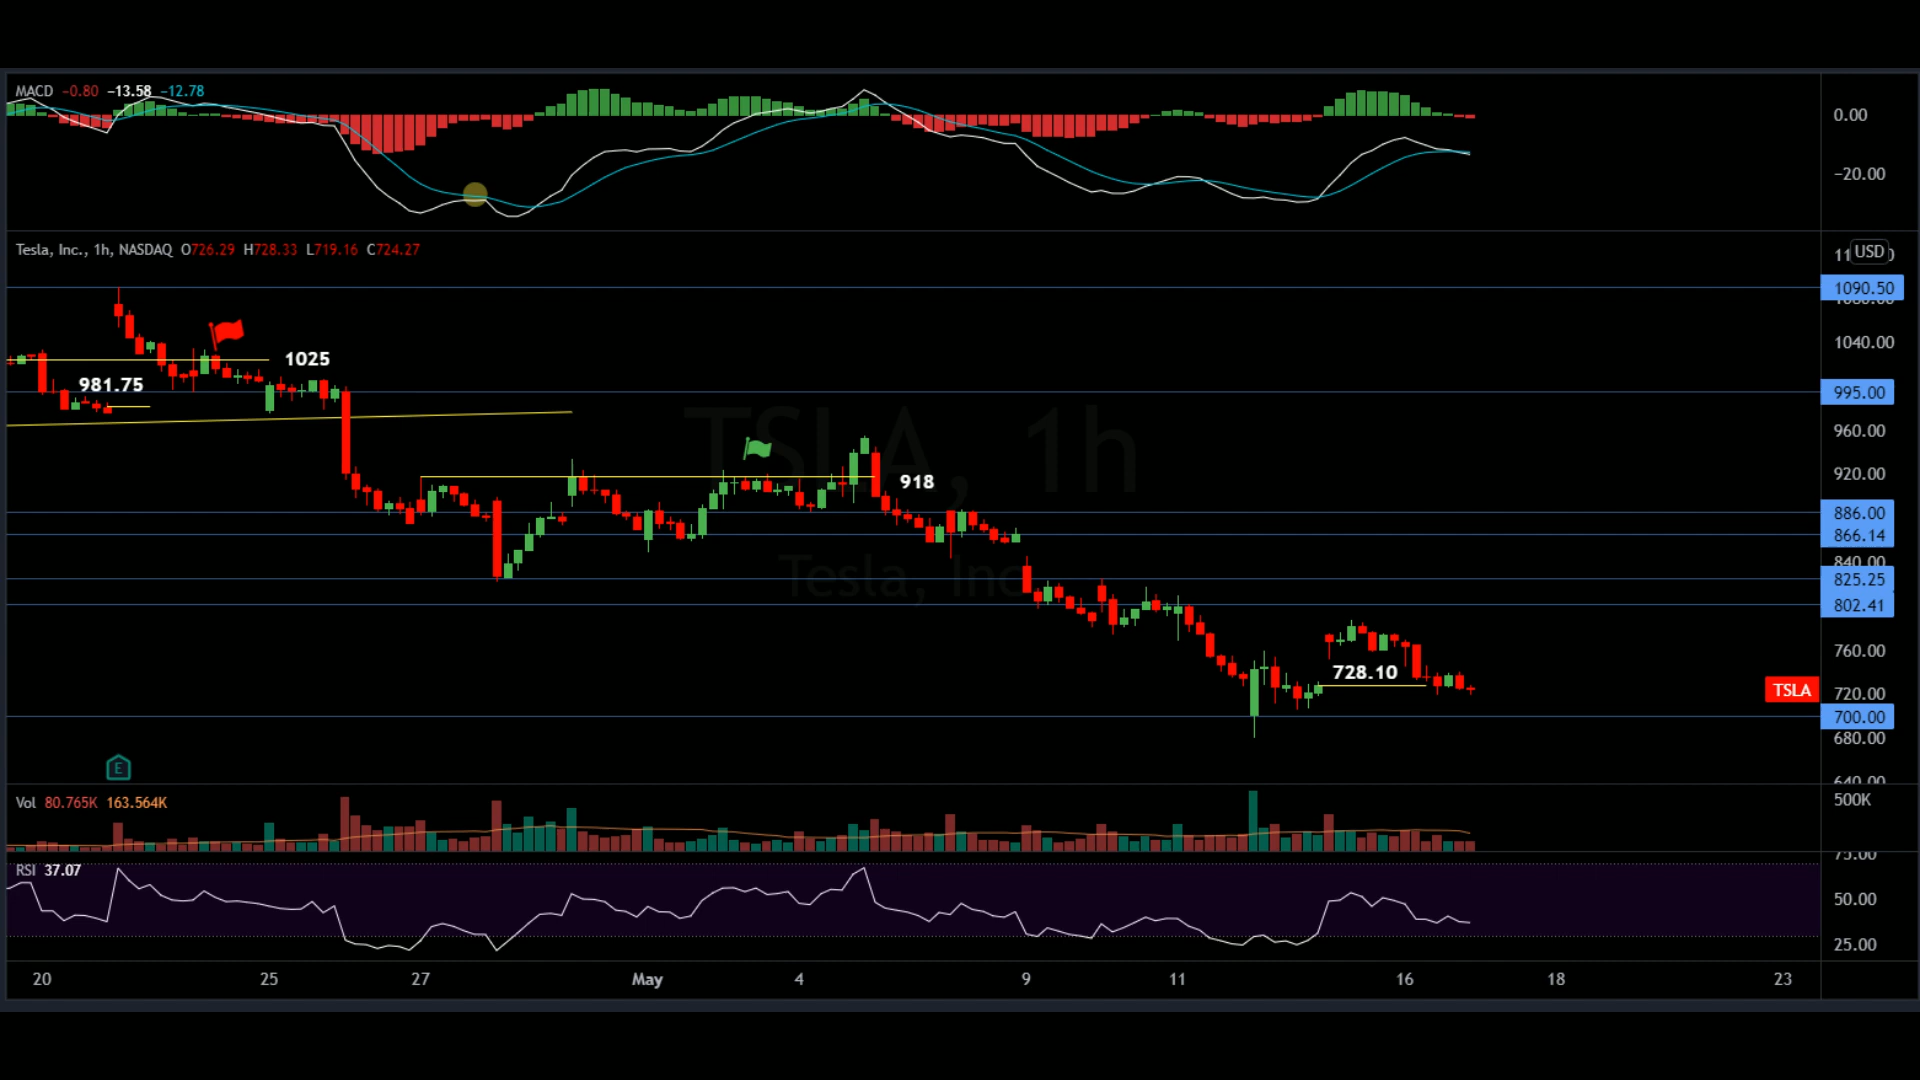 MACD −0.80 −13.58 −12.78
0.00
−20.00
Tesla, Inc., 1h, NASDAQ O726.29 H728.33 L719.16 C724.27
USD
1090.50
1040.00
1025
981.75
995.00
TSLA, 1h
Tesla, Inc.
960.00
920.00
918
886.00
866.14
840.00
825.25
802.41
760.00
728.10
TSLA
720.00
700.00
680.00
640.00
E
Vol 80.765K 163.564K
500K
75.00
RSI 37.07
50.00
25.00
20 25 27 May 4 9 11 16 18 23